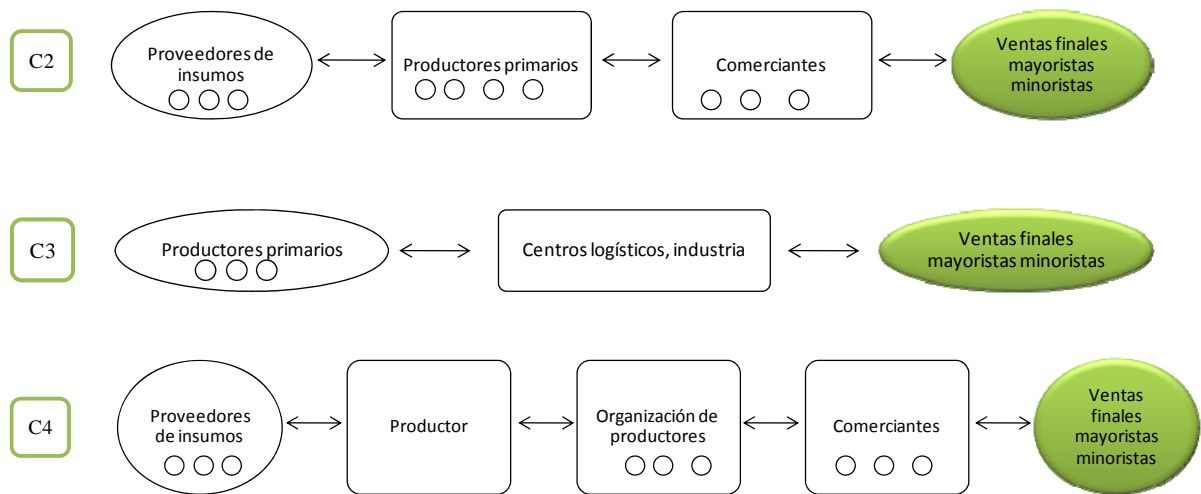 C2
Proveedores de
insumos
Productores primarios
Comerciantes
Ventas finales
mayoristas
minoristas
C3
Productores primarios
Centros logísticos, industria
Ventas finales
mayoristas minoristas
C4
Proveedores
de insumos
Productor
Organización de
productores
Comerciantes
Ventas
finales
mayoristas
minoristas